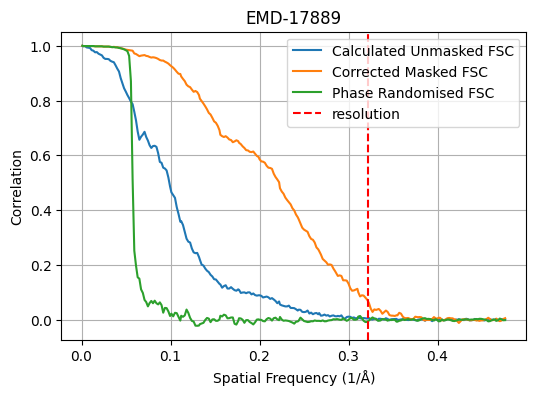 EMD-17889
Calculated Unmasked FSC
Corrected Masked FSC
Phase Randomised FSC
resolution
Correlation
1.0
0.8
0.6
0.4
0.2
0.0
0.0 0.1 0.2 0.3 0.4
Spatial Frequency (1/Å)